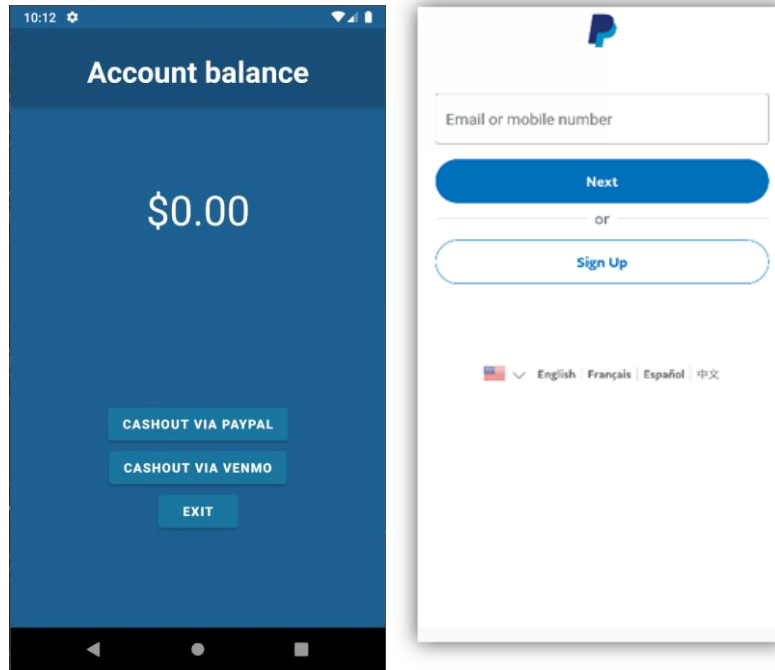 10:12
Account balance
$0.00
CASHOUT VIA PAYPAL
CASHOUT VIA VENMO
EXIT
Email or mobile number
Next
or
Sign Up
English Français Español 中文